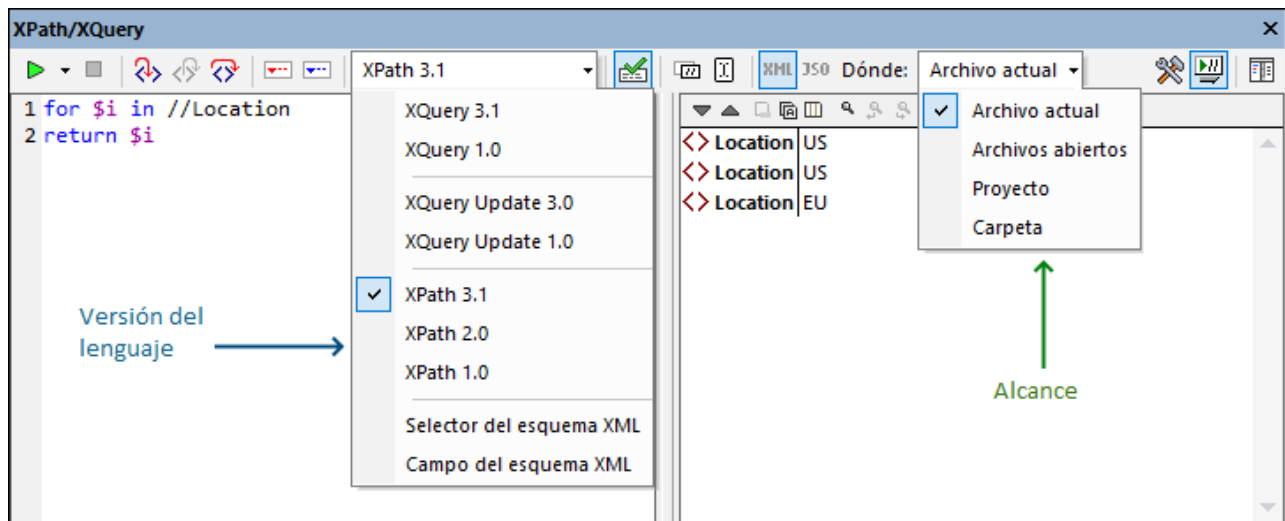 XPath/XQuery
XPath 3.1
XML JSO Dónde: Archivo actual
1 for $i in //Location
2 return $i
XQuery 3.1
XQuery 1.0
XQuery Update 3.0
XQuery Update 1.0
XPath 3.1
XPath 2.0
XPath 1.0
Selector del esquema XML
Campo del esquema XML
Versión del
lenguaje
<> Location US
<> Location US
<> Location EU
Archivo actual
Archivos abiertos
Proyecto
Carpeta
Alcance